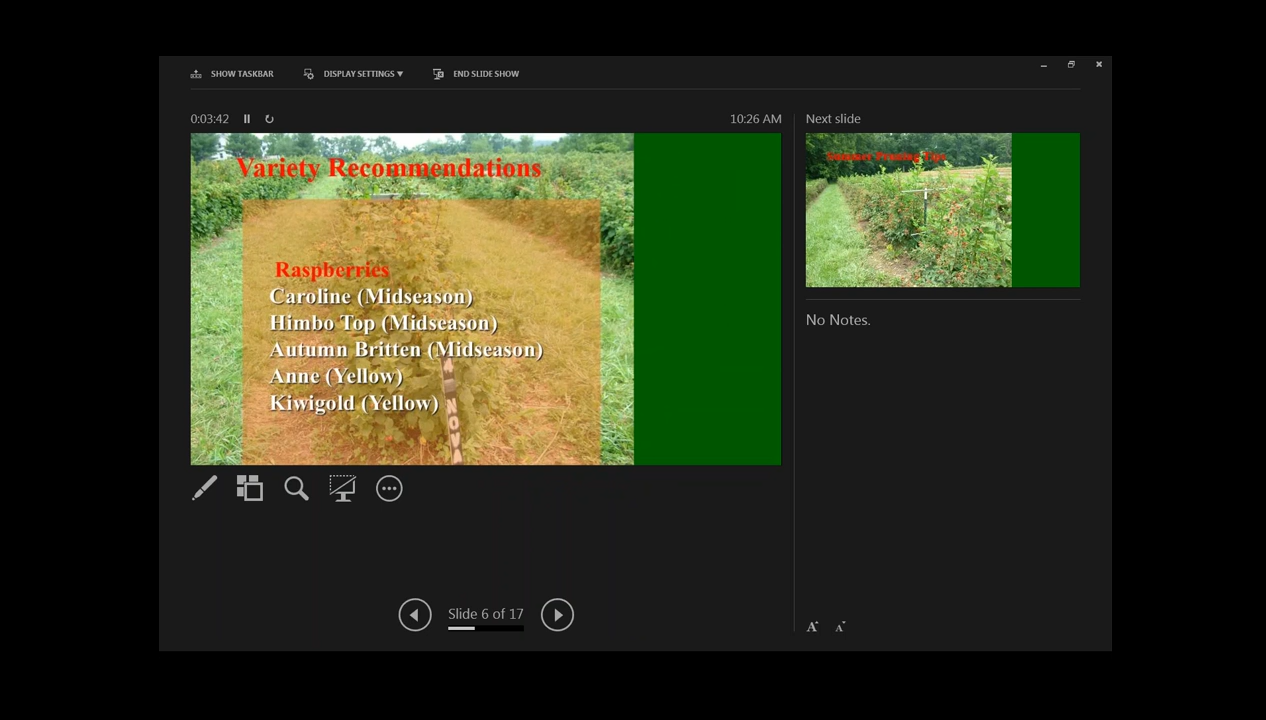 SHOW TASKBAR
DISPLAY SETTINGS ▼
END SLIDE SHOW
0:03:42
10:26 AM
Variety Recommendations
Raspberries
Caroline (Midseason)
Himbo Top (Midseason)
Autumn Britten (Midseason)
Anne (Yellow)
Kiwigold (Yellow)
NOV
Slide 6 of 17
Next slide
Summer Pruning Tips
No Notes.
A A